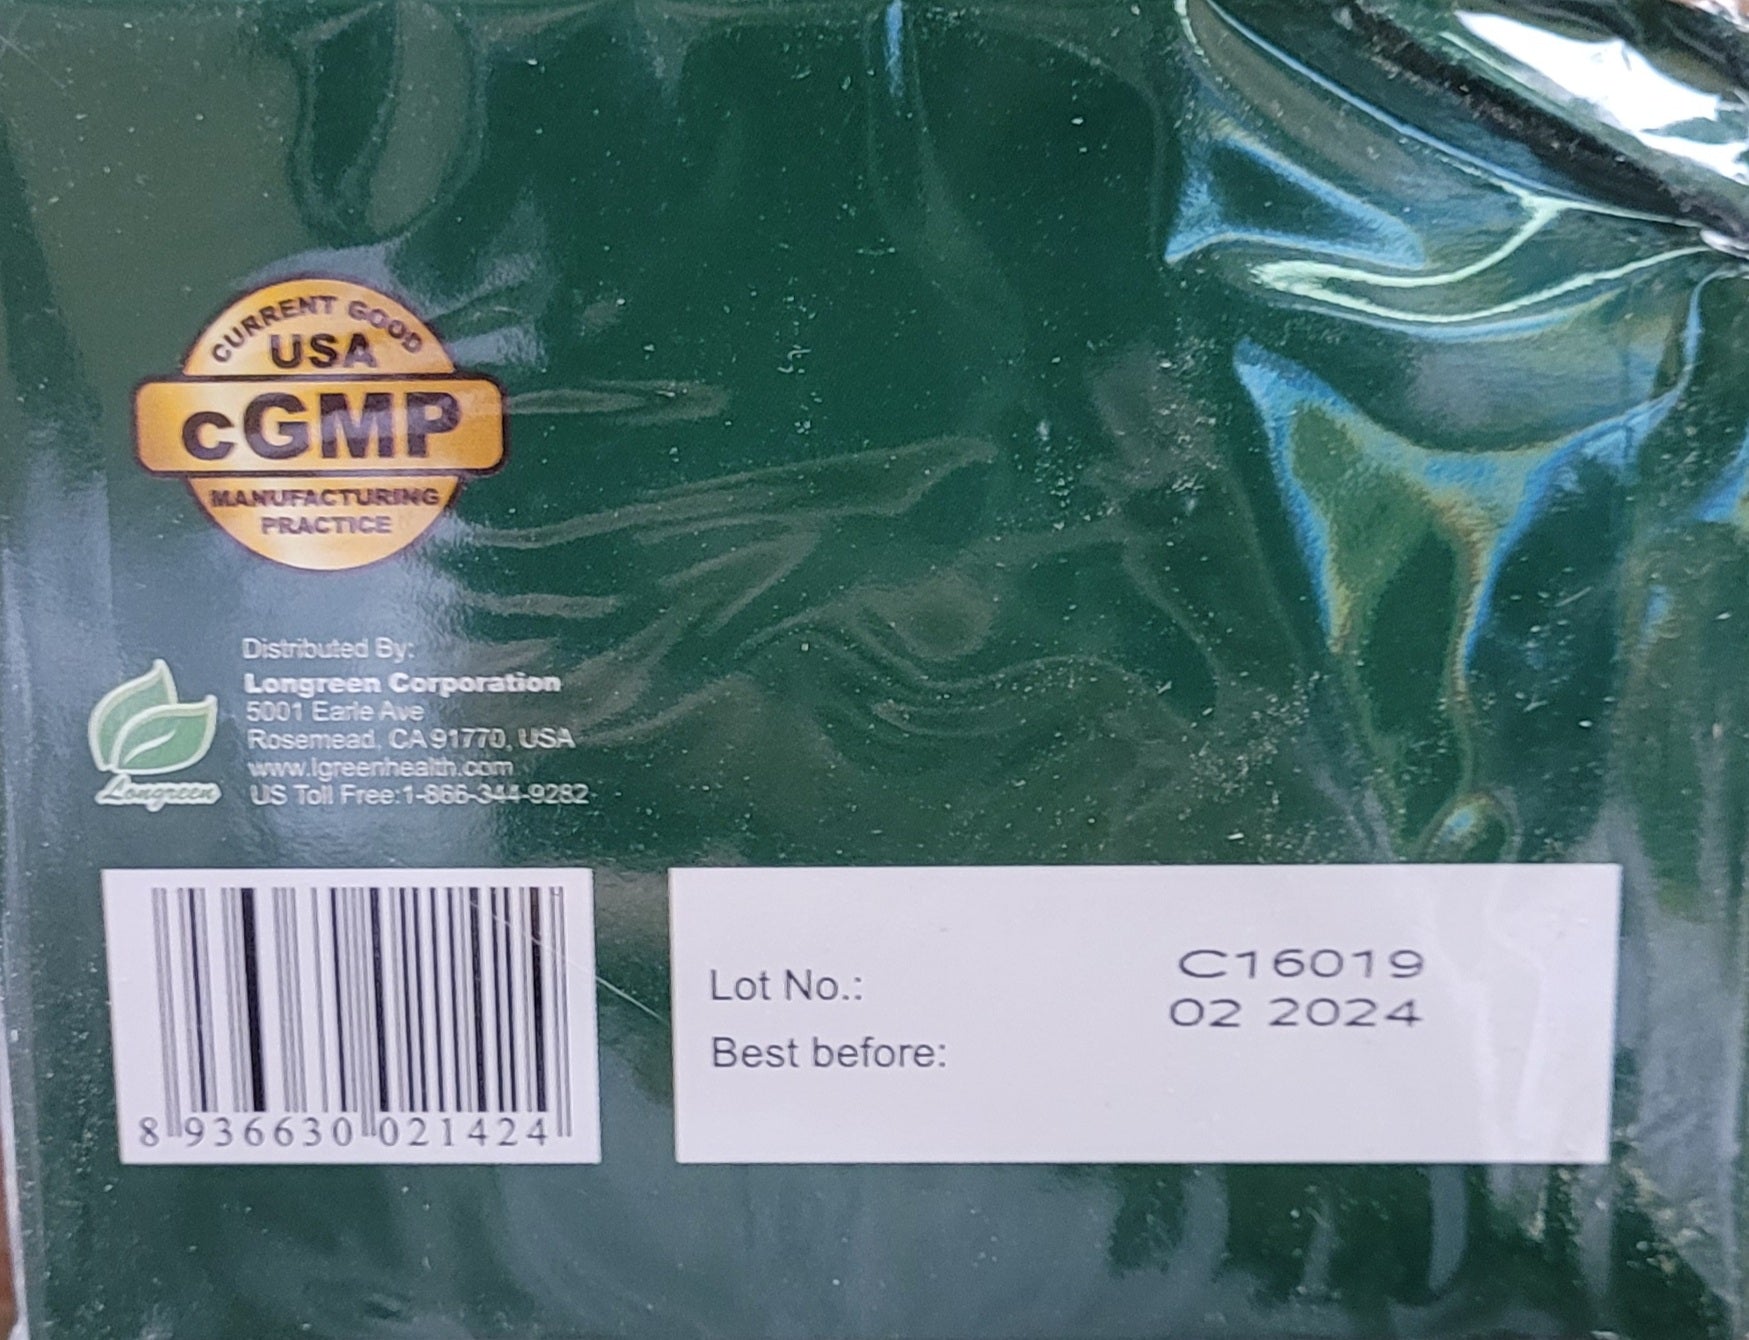 CURRENT GOOD
USA
cGMP
MANUFACTURING
PRACTICE
Distributed By:
Longreen Corporation
5001 Earle Ave
Rosemead, CA 91770, USA
www.lgreenhealth.com
US Toll Free:1-866-344-9282
Longreen
8 936630 021424
Lot No.: C16019
Best before: 02 2024